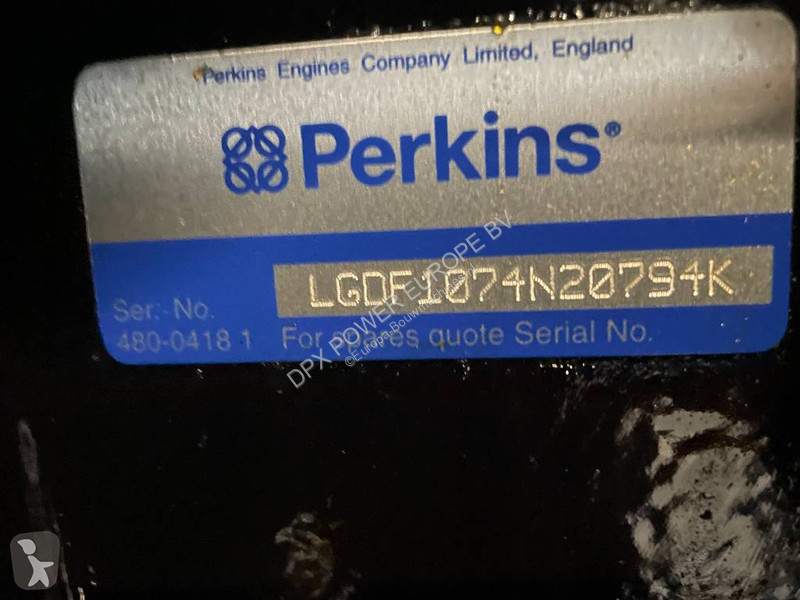 Perkins Engines Company Limited, England
Perkins®
LGDF1074N20794K
Ser. No.
480-0418 1 For spares quote Serial No.
DPX POWER EUROPE BV